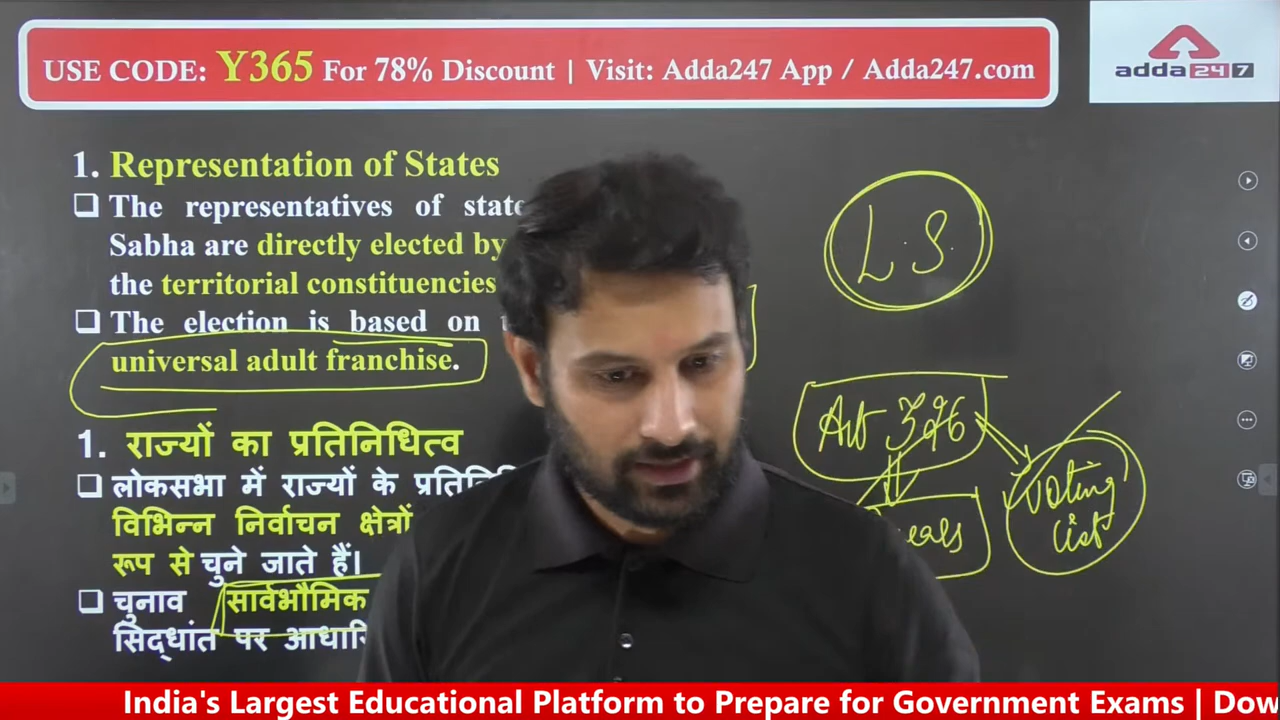 USE CODE: Y365 For 78% Discount | Visit: Adda247 App / Adda247.com
adda247
1. Representation of States
❑ The representatives of state
Sabha are directly elected by
the territorial constituencies
❑ The election is based on
universal adult franchise.
1. राज्यों का प्रतिनिधित्व
❑ लोकसभा में राज्यों के
विभिन्न निर्वाचन क्षेत्रों
रूप से चुने जाते हैं।
❑ चुनाव सार्वभौमिक
सिद्धांत पर
L.S.
Art 326
Voting
list
India's Largest Educational Platform to Prepare for Government Exams |